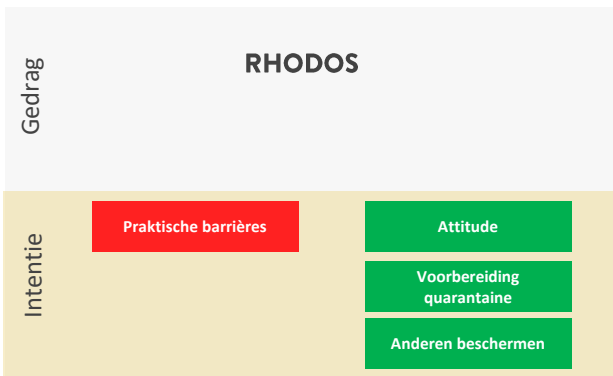 Gedrag
RHODOS
Intentie
Praktische barrières
Attitude
Voorbereiding
quarantaine
Anderen beschermen